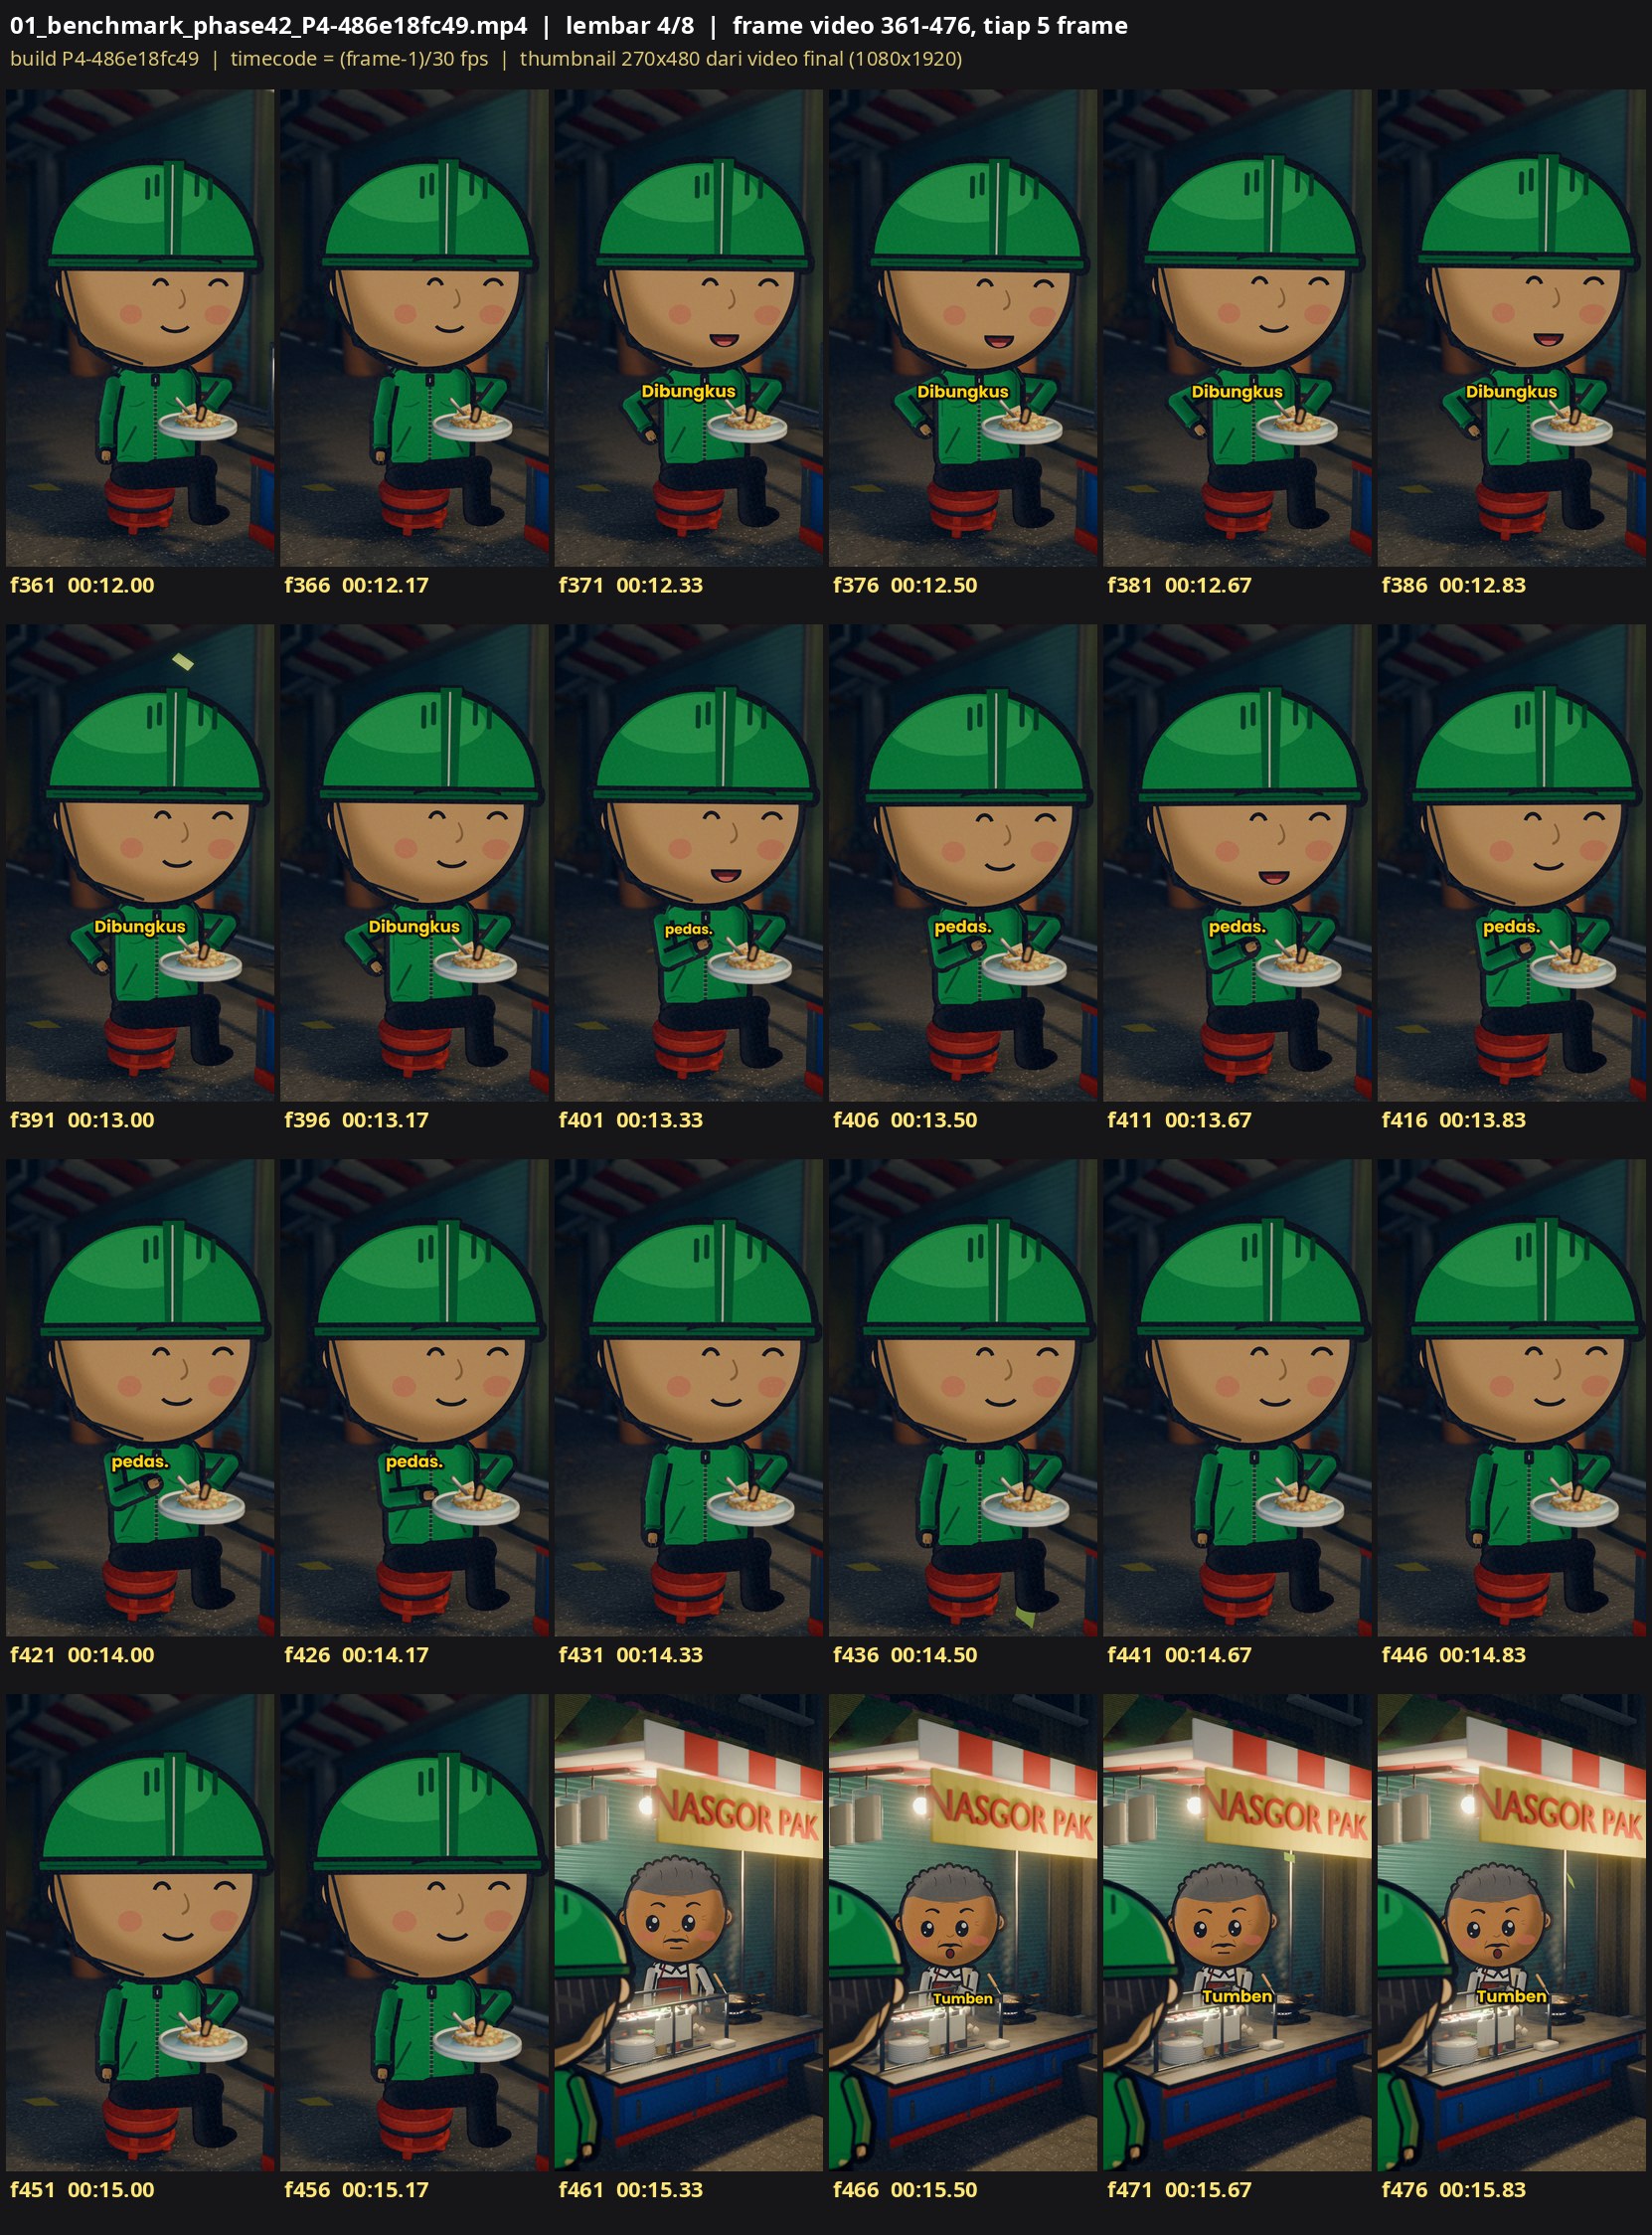 01_benchmark_phase42_P4-486e18fc49.mp4 | lembar 4/8 | frame video 361-476, tiap 5 frame
build P4-486e18fc49 | timecode = (frame-1)/30 fps | thumbnail 270x480 dari video final (1080x1920)
Dibungkus
Dibungkus
Dibungkus
Dibungkus
f361 00:12.00
f366 00:12.17
f371 00:12.33
f376 00:12.50
f381 00:12.67
f386 00:12.83
Dibungkus
Dibungkus
pedas.
pedas.
pedas.
pedas.
f391 00:13.00
f396 00:13.17
f401 00:13.33
f406 00:13.50
f411 00:13.67
f416 00:13.83
pedas.
pedas.
f421 00:14.00
f426 00:14.17
f431 00:14.33
f436 00:14.50
f441 00:14.67
f446 00:14.83
NASGOR PAK
NASGOR PAK
NASGOR PAK
NASGOR PAK
Tumben
Tumben
Tumben
f451 00:15.00
f456 00:15.17
f461 00:15.33
f466 00:15.50
f471 00:15.67
f476 00:15.83